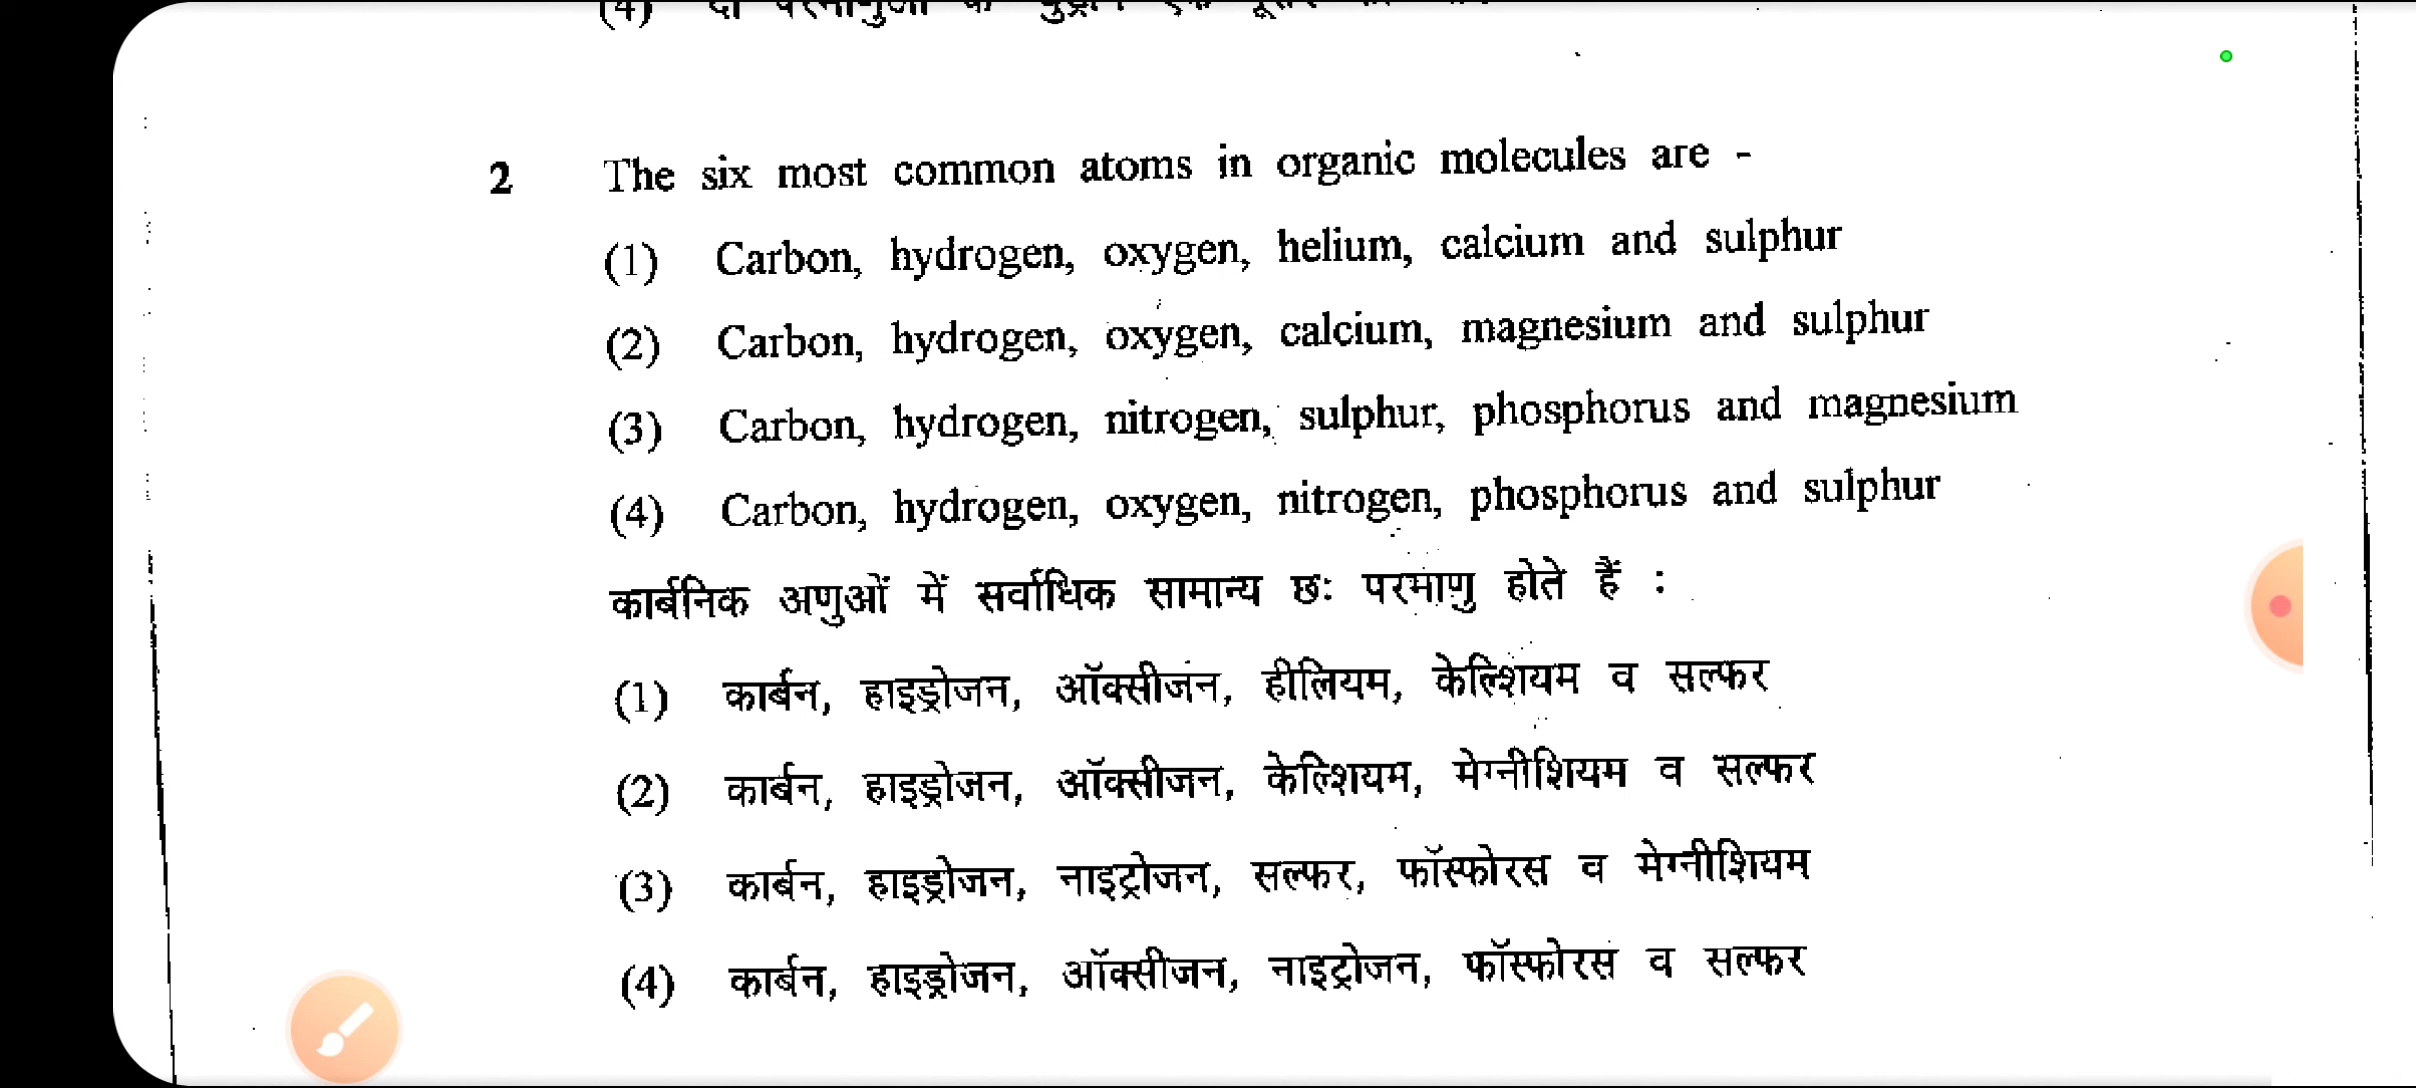 (4)
2 The six most common atoms in organic molecules are -
(1) Carbon, hydrogen, oxygen, helium, calcium and sulphur
(2) Carbon, hydrogen, oxygen, calcium, magnesium and sulphur
(3) Carbon, hydrogen, nitrogen, sulphur, phosphorus and magnesium
(4) Carbon, hydrogen, oxygen, nitrogen, phosphorus and sulphur
कार्बनिक अणुओं में सर्वाधिक सामान्य छः परमाणु होते हैं :
(1) कार्बन, हाइड्रोजन, ऑक्सीजन, हीलियम, केल्शियम व सल्फर
(2) कार्बन, हाइड्रोजन, ऑक्सीजन, केल्शियम, मेग्नीशियम व सल्फर
(3) कार्बन, हाइड्रोजन, नाइट्रोजन, सल्फर, फॉस्फोरस व मेग्नीशियम
(4) कार्बन, हाइड्रोजन, ऑक्सीजन, नाइट्रोजन, फॉस्फोरस व सल्फर